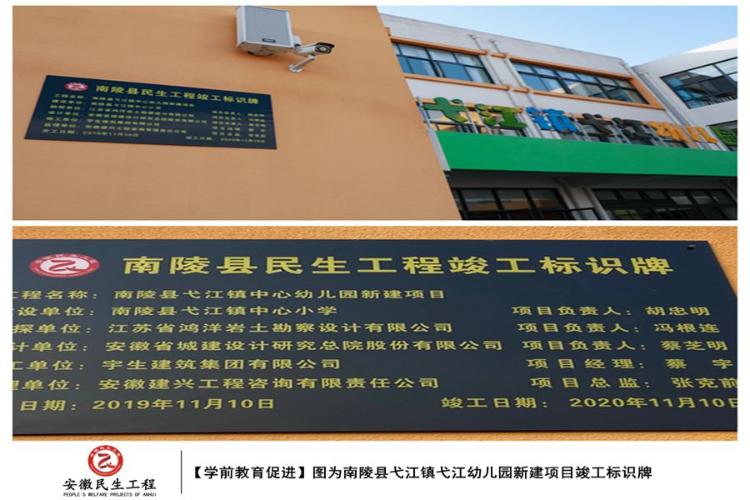 南陵县民生工程竣工标识牌
弋江镇弋江幼儿
南陵县民生工程竣工标识牌
工程名称：南陵县弋江镇中心幼儿园新建项目
设单位：南陵县弋江镇中心小学 项目负责人：胡忠明
探单位：江苏省鸿洋岩土勘察设计有限公司 项目负责人：冯根连
计单位：安徽省城建设计研究总院股份有限公司 项目负责人：蔡芝明
工单位：宇生建筑集团有限公司 项目经理：蔡宇
理单位：安徽建兴工程咨询有限责任公司 项目总监：张克前
日期：2019年11月10日 竣工日期：2020年11月10日
安徽民生工程
PEOPLE'S WELFARE PROJECTS OF ANHUI
【学前教育促进】图为南陵县弋江镇弋江幼儿园新建项目竣工标识牌